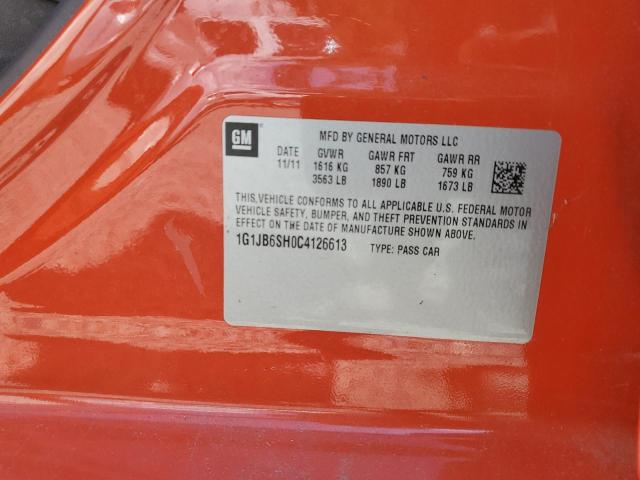 GM
MFD BY GENERAL MOTORS LLC
DATE GVWR GAWR FRT GAWR RR
11/11 1616 KG 857 KG 759 KG
3563 LB 1890 LB 1673 LB
THIS VEHICLE CONFORMS TO ALL APPLICABLE U.S. FEDERAL MOTOR
VEHICLE SAFETY, BUMPER, AND THEFT PREVENTION STANDARDS IN
EFFECT ON THE DATE OF MANUFACTURE SHOWN ABOVE.
1G1JB6SH0C4126613 TYPE: PASS CAR